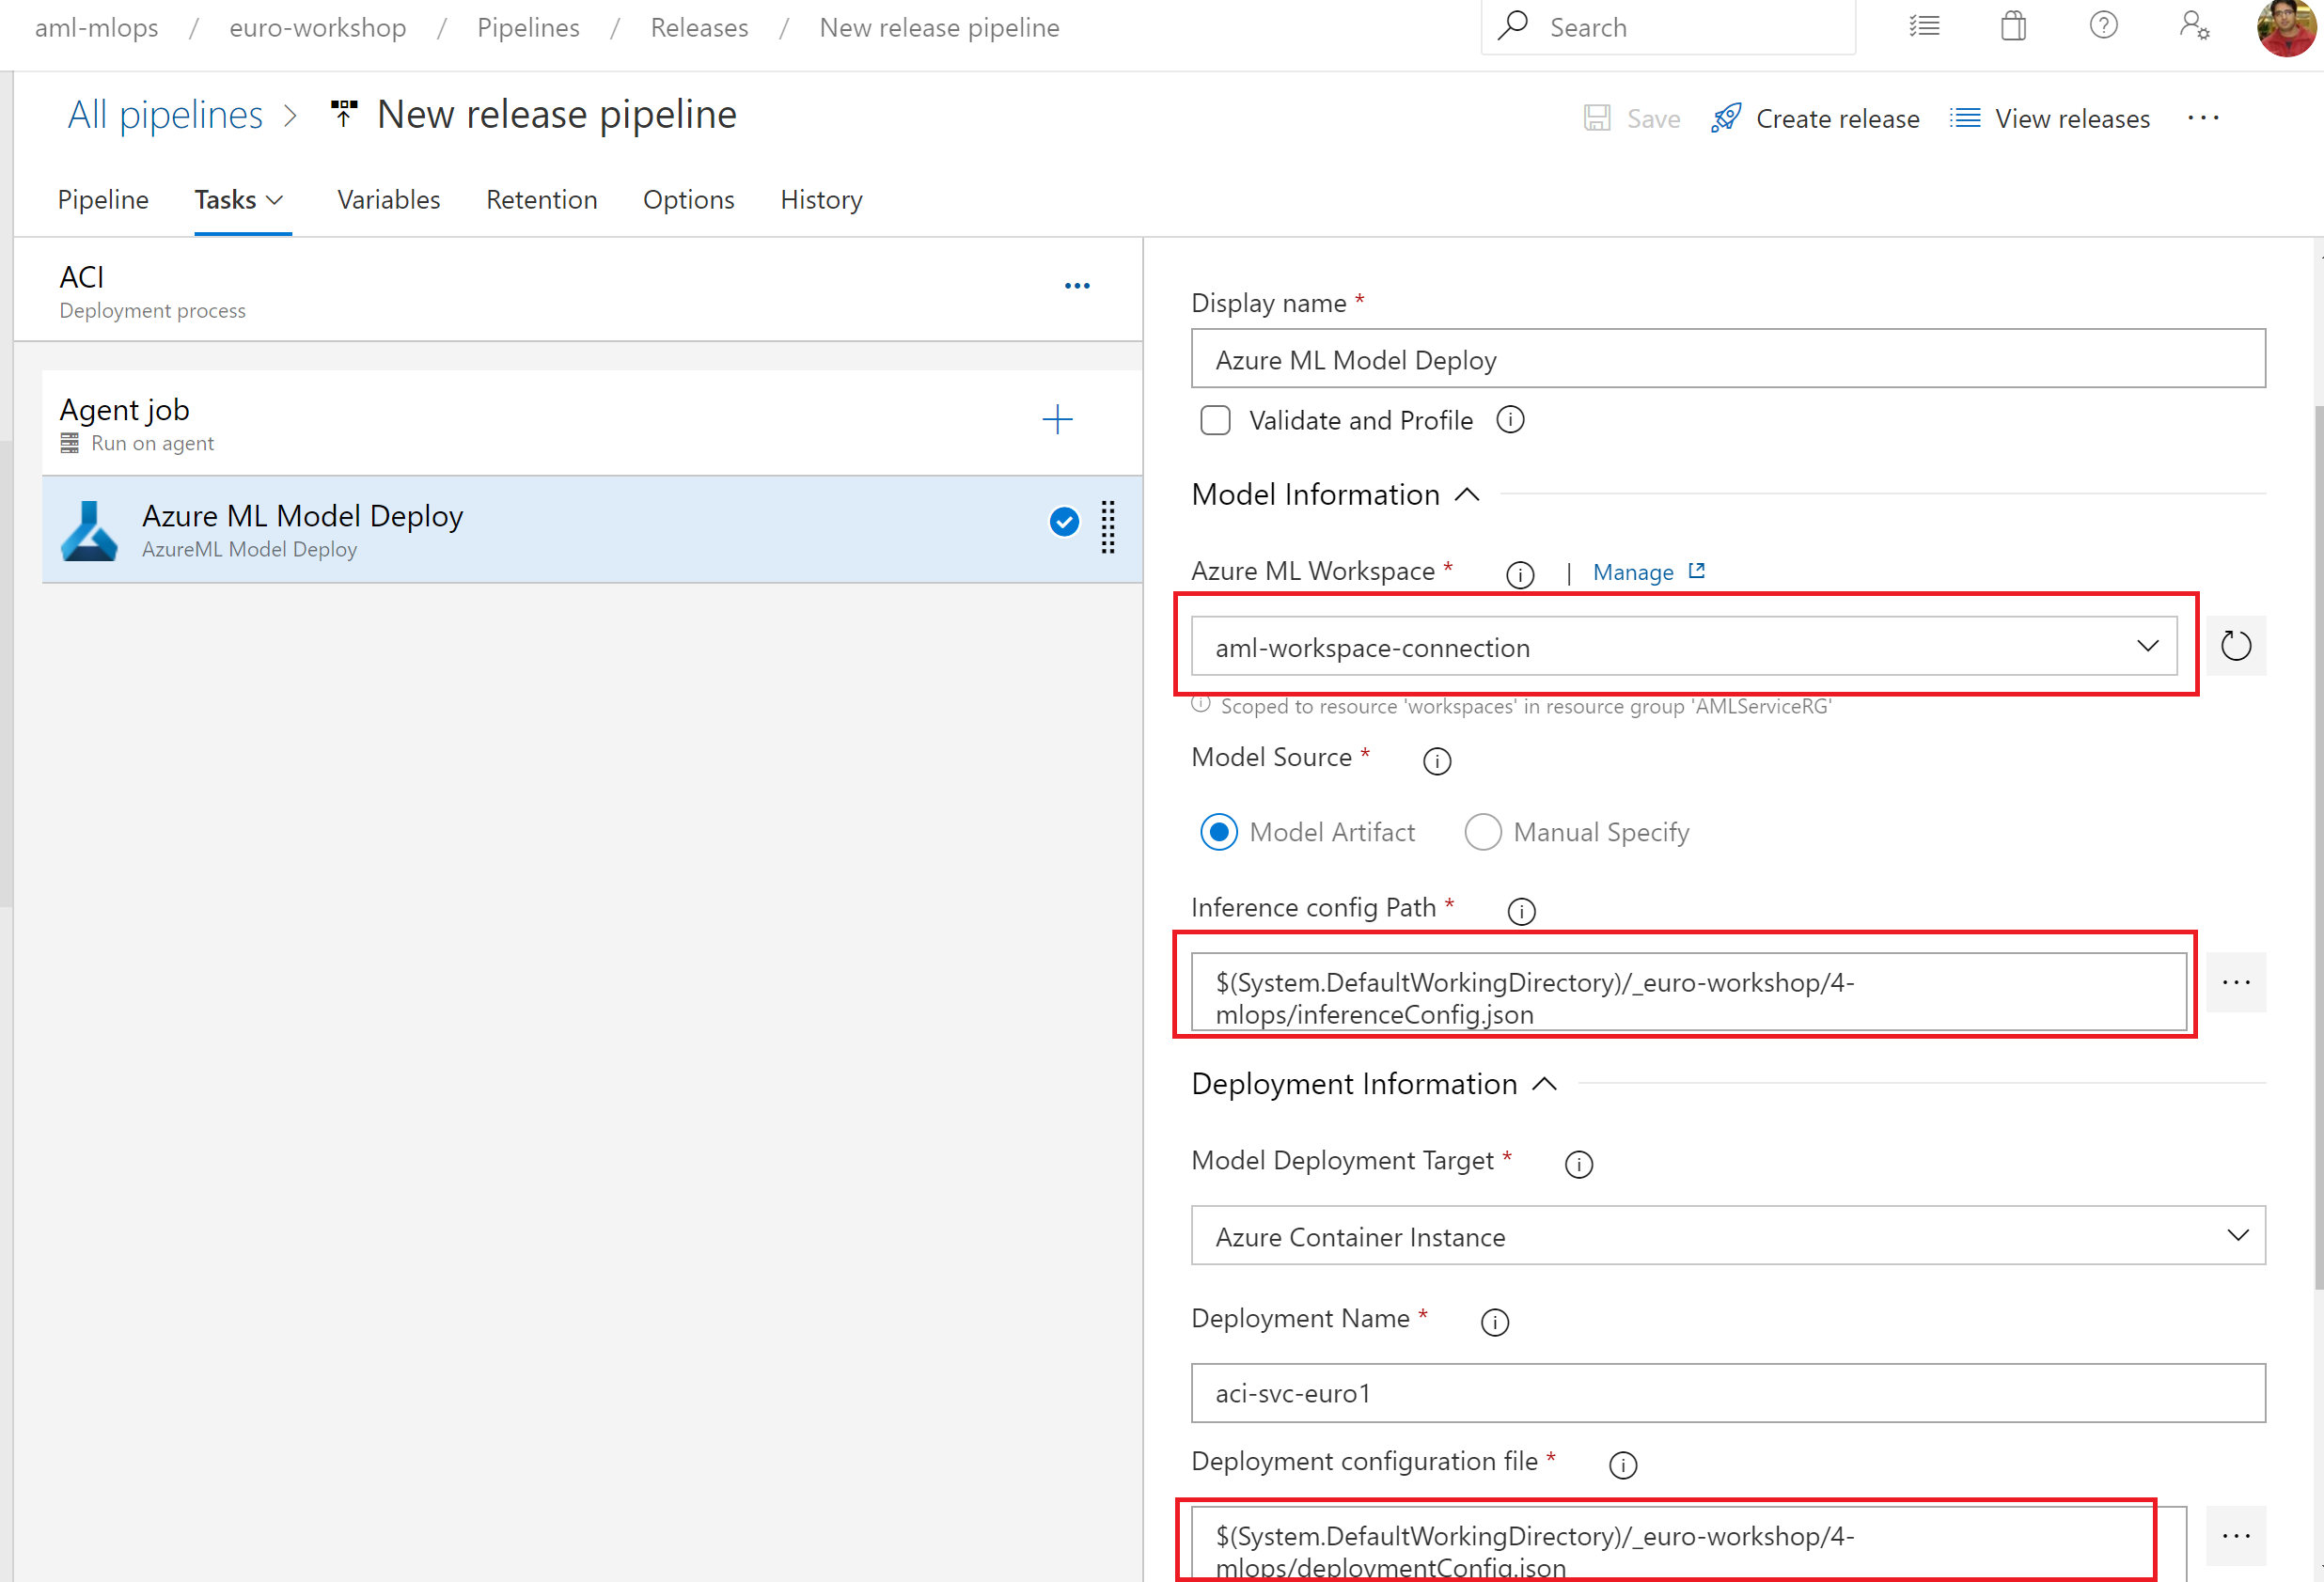 aml-mlops / euro-workshop / Pipelines / Releases / New release pipeline
Search
All pipelines > New release pipeline
Save Create release View releases ...
Pipeline Tasks Variables Retention Options History
ACI
Deployment process
...
Agent job
Run on agent
Azure ML Model Deploy
AzureML Model Deploy
Display name *
Azure ML Model Deploy
Validate and Profile
Model Information
Azure ML Workspace * | Manage
aml-workspace-connection
Scoped to resource 'workspaces' in resource group 'AMLServiceRG'
Model Source *
Model Artifact Manual Specify
Inference config Path *
$(System.DefaultWorkingDirectory)/_euro-workshop/4-
mlops/inferenceConfig.json
...
Deployment Information
Model Deployment Target *
Azure Container Instance
Deployment Name *
aci-svc-euro1
Deployment configuration file *
$(System.DefaultWorkingDirectory)/_euro-workshop/4-
mlops/deploymentConfig.json
...